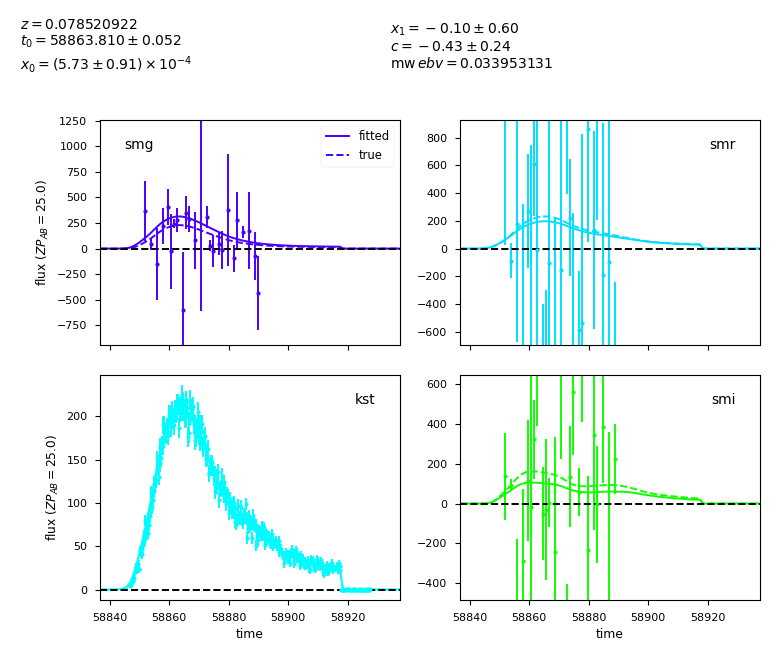 z = 0.078520922
t₀ = 58863.810 ± 0.052
x₀ = (5.73 ± 0.91) × 10⁻⁴
x₁ = −0.10 ± 0.60
c = −0.43 ± 0.24
mw ebv = 0.033953131
smg
fitted
true
1250
1000
750
500
250
0
−250
−500
−750
flux (ZP_AB = 25.0)
smr
800
600
400
200
0
−200
−400
−600
kst
200
150
100
50
0
flux (ZP_AB = 25.0)
58840 58860 58880 58900 58920
time
smi
600
400
200
0
−200
−400
58840 58860 58880 58900 58920
time